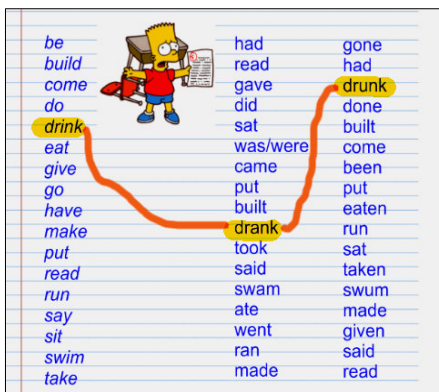 be
build
come
do
drink
eat
give
go
have
make
put
read
run
say
sit
swim
take
had
read
gave
did
sat
was/were
came
put
built
drank
took
said
swam
ate
went
ran
made
gone
had
drunk
done
built
come
been
put
eaten
run
sat
taken
swum
made
given
said
read